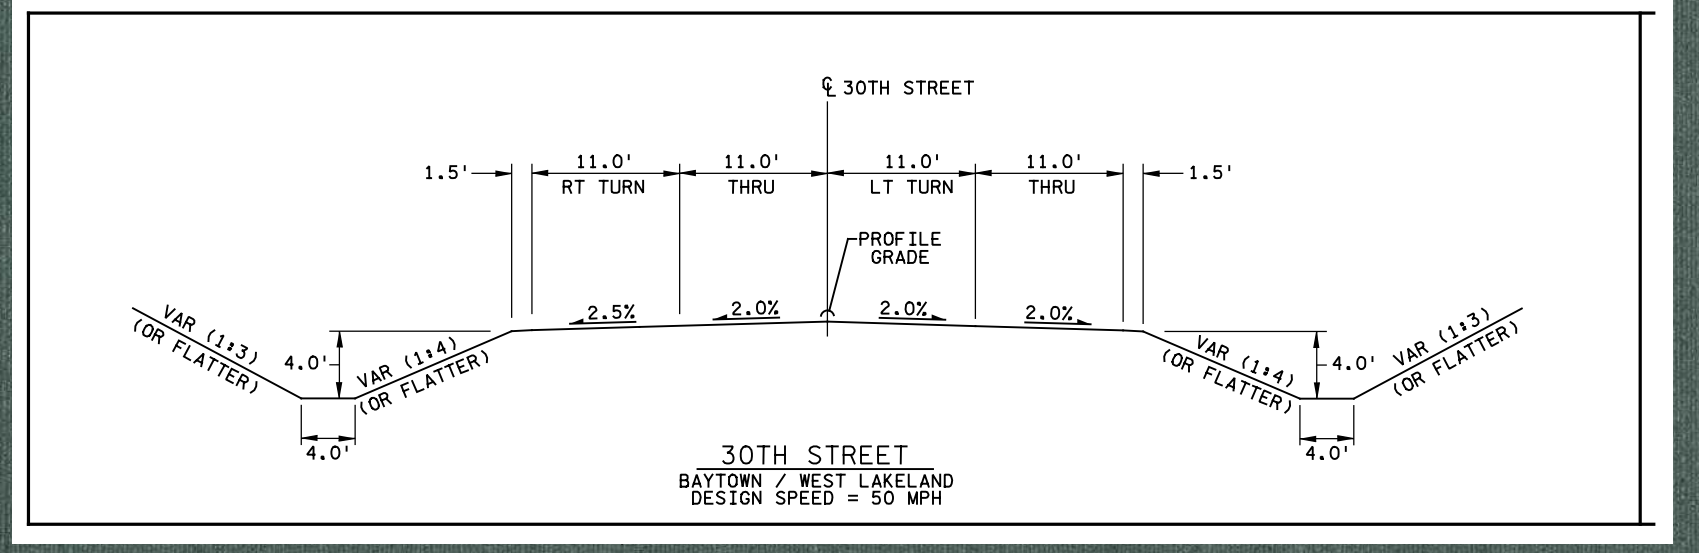 ℄ 30TH STREET
1.5' 11.0' 11.0' 11.0' 11.0' 1.5'
RT TURN THRU LT TURN THRU
PROFILE
GRADE
2.5% 2.0% 2.0% 2.0%
VAR (1:3)
(OR FLATTER)
4.0'
VAR (1:4)
(OR FLATTER)
VAR (1:4)
(OR FLATTER)
4.0'
VAR (1:3)
(OR FLATTER)
4.0' 4.0'
30TH STREET
BAYTOWN / WEST LAKELAND
DESIGN SPEED = 50 MPH